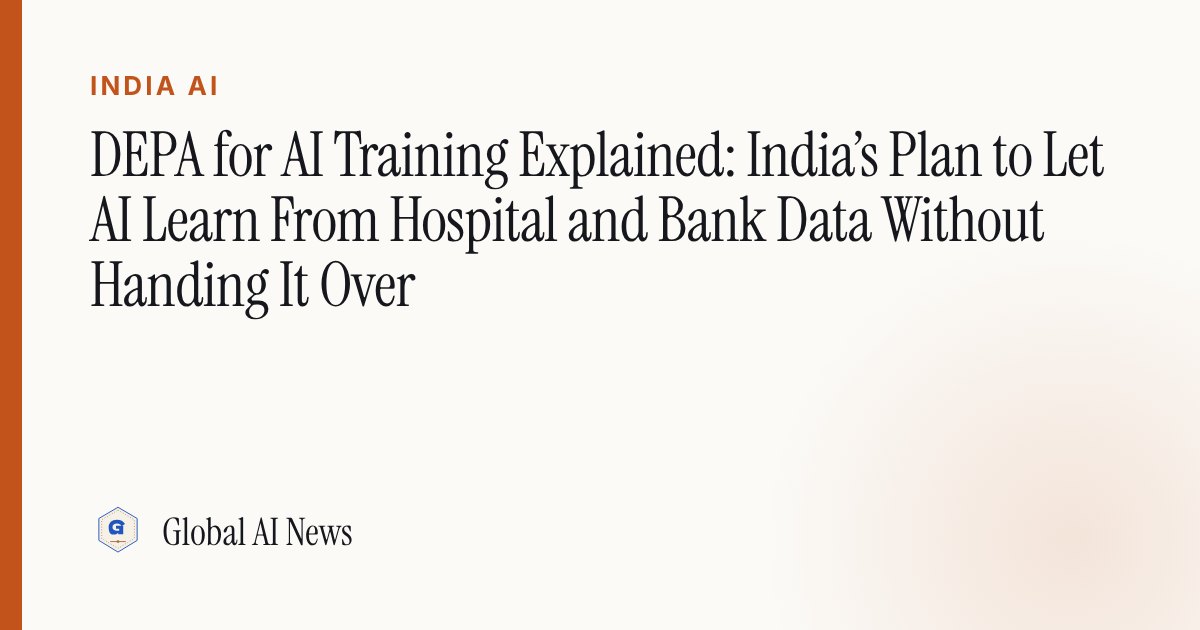 INDIA AI
DEPA for AI Training Explained: India’s Plan to Let
AI Learn From Hospital and Bank Data Without
Handing It Over
G
Global AI News